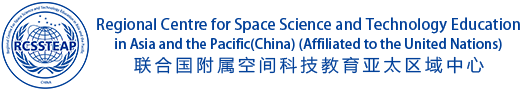 RCSSTEAP
CHINA
Regional Centre for Space Science and Technology Education
in Asia and the Pacific(China) (Affiliated to the United Nations)
联合国附属空间科技教育亚太区域中心